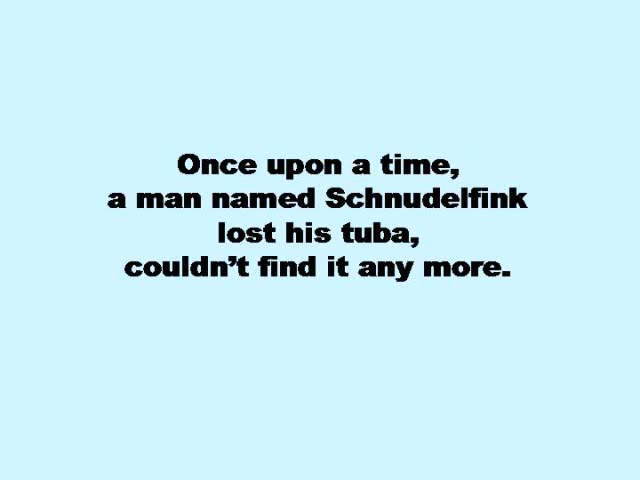 Once upon a time,
a man named Schnudelfink
lost his tuba,
couldn’t find it any more.